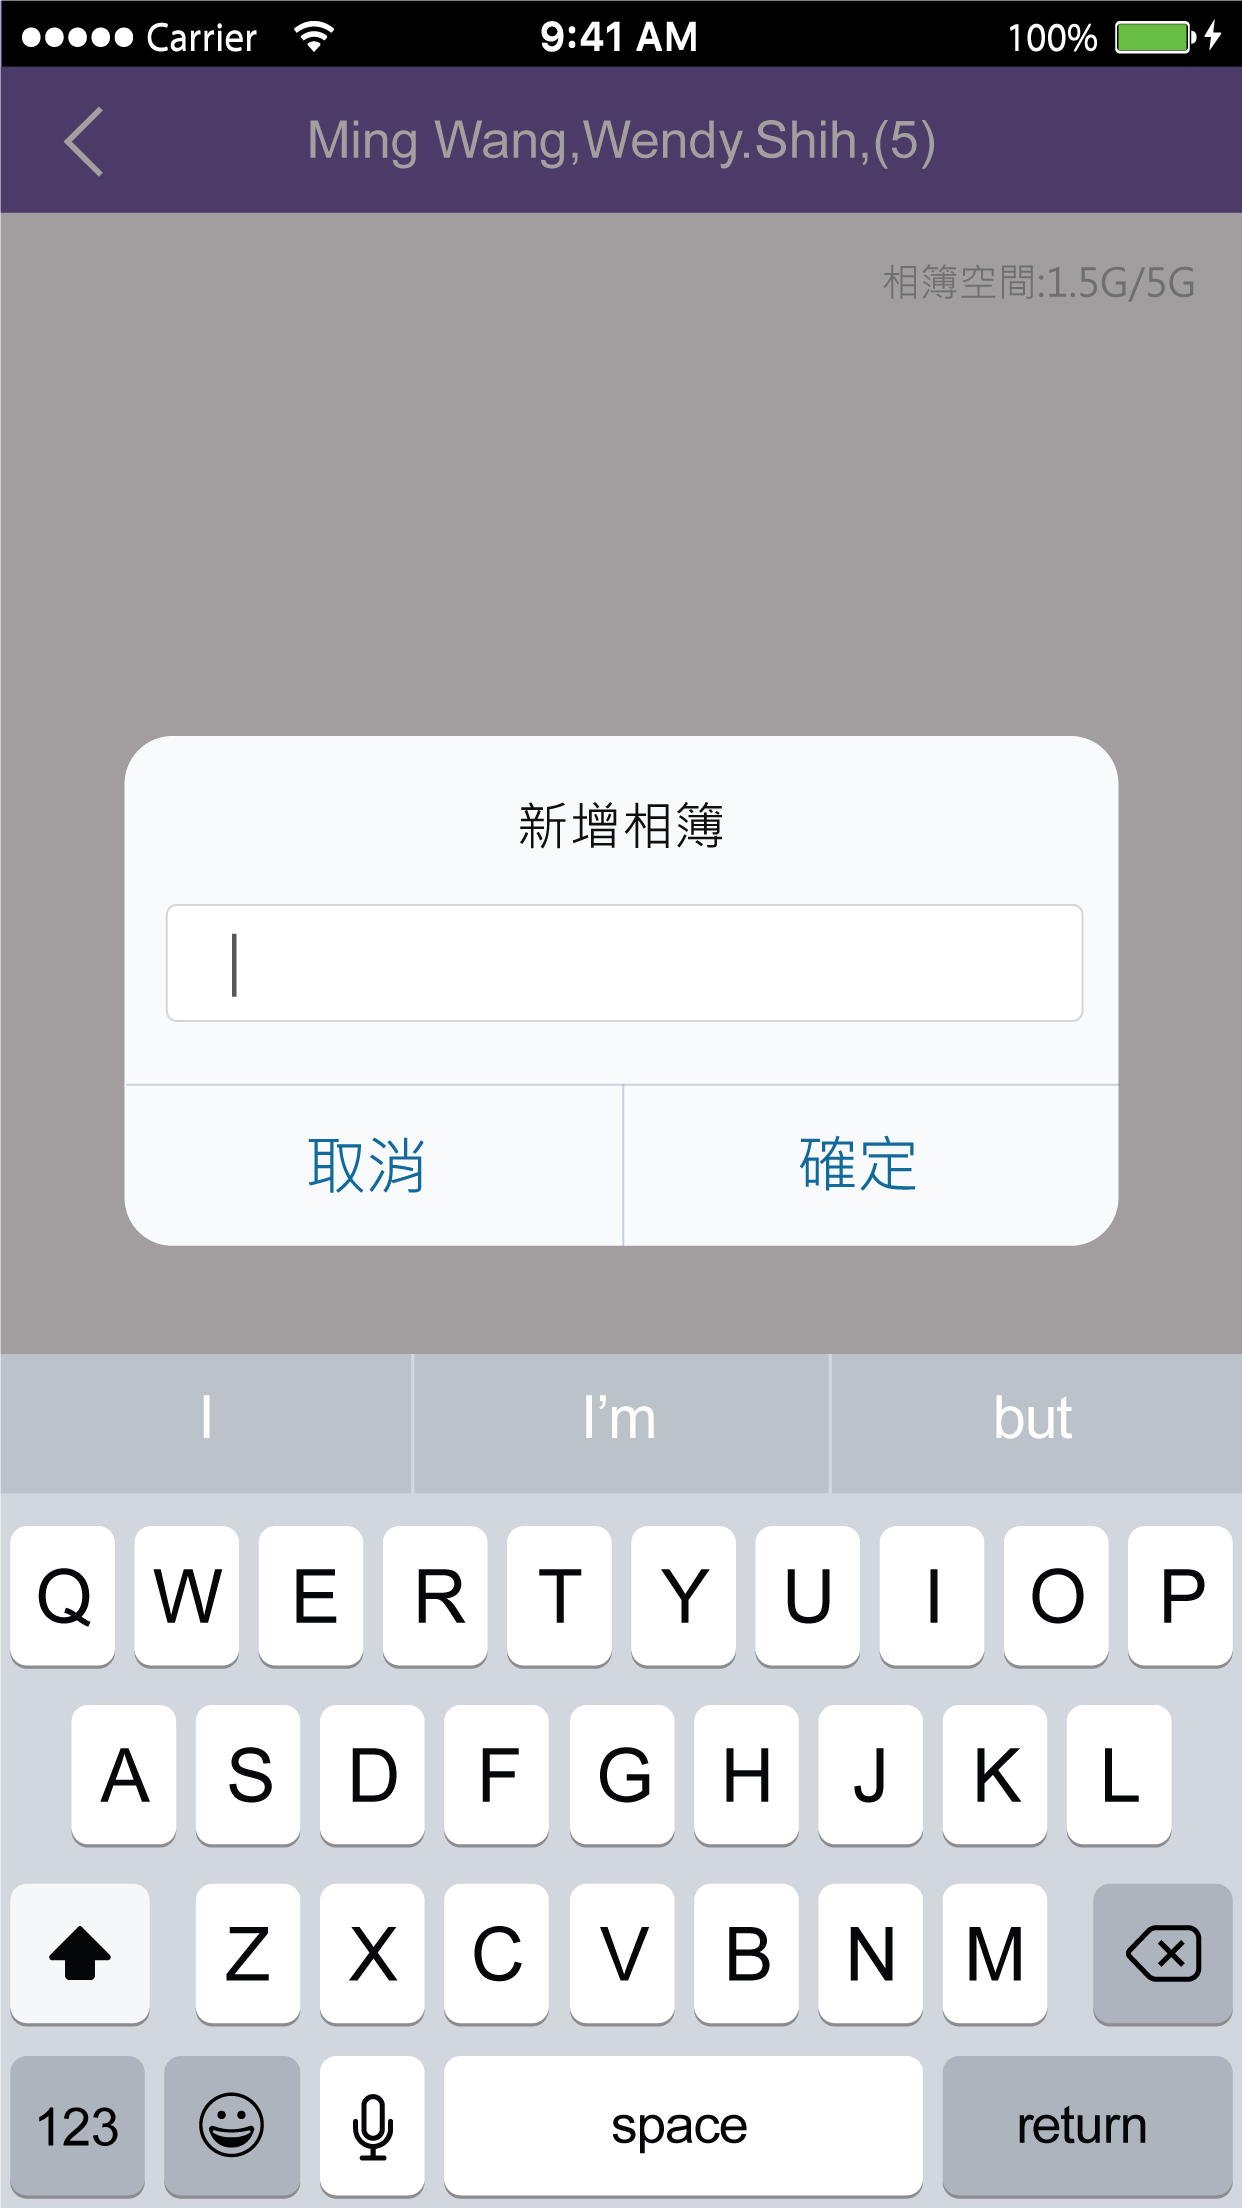 Carrier 9:41 AM 100%
Ming Wang,Wendy.Shih,(5)
相簿空間:1.5G/5G
新增相簿
取消 確定
I I’m but
Q W E R T Y U I O P
A S D F G H J K L
Z X C V B N M
123 space return